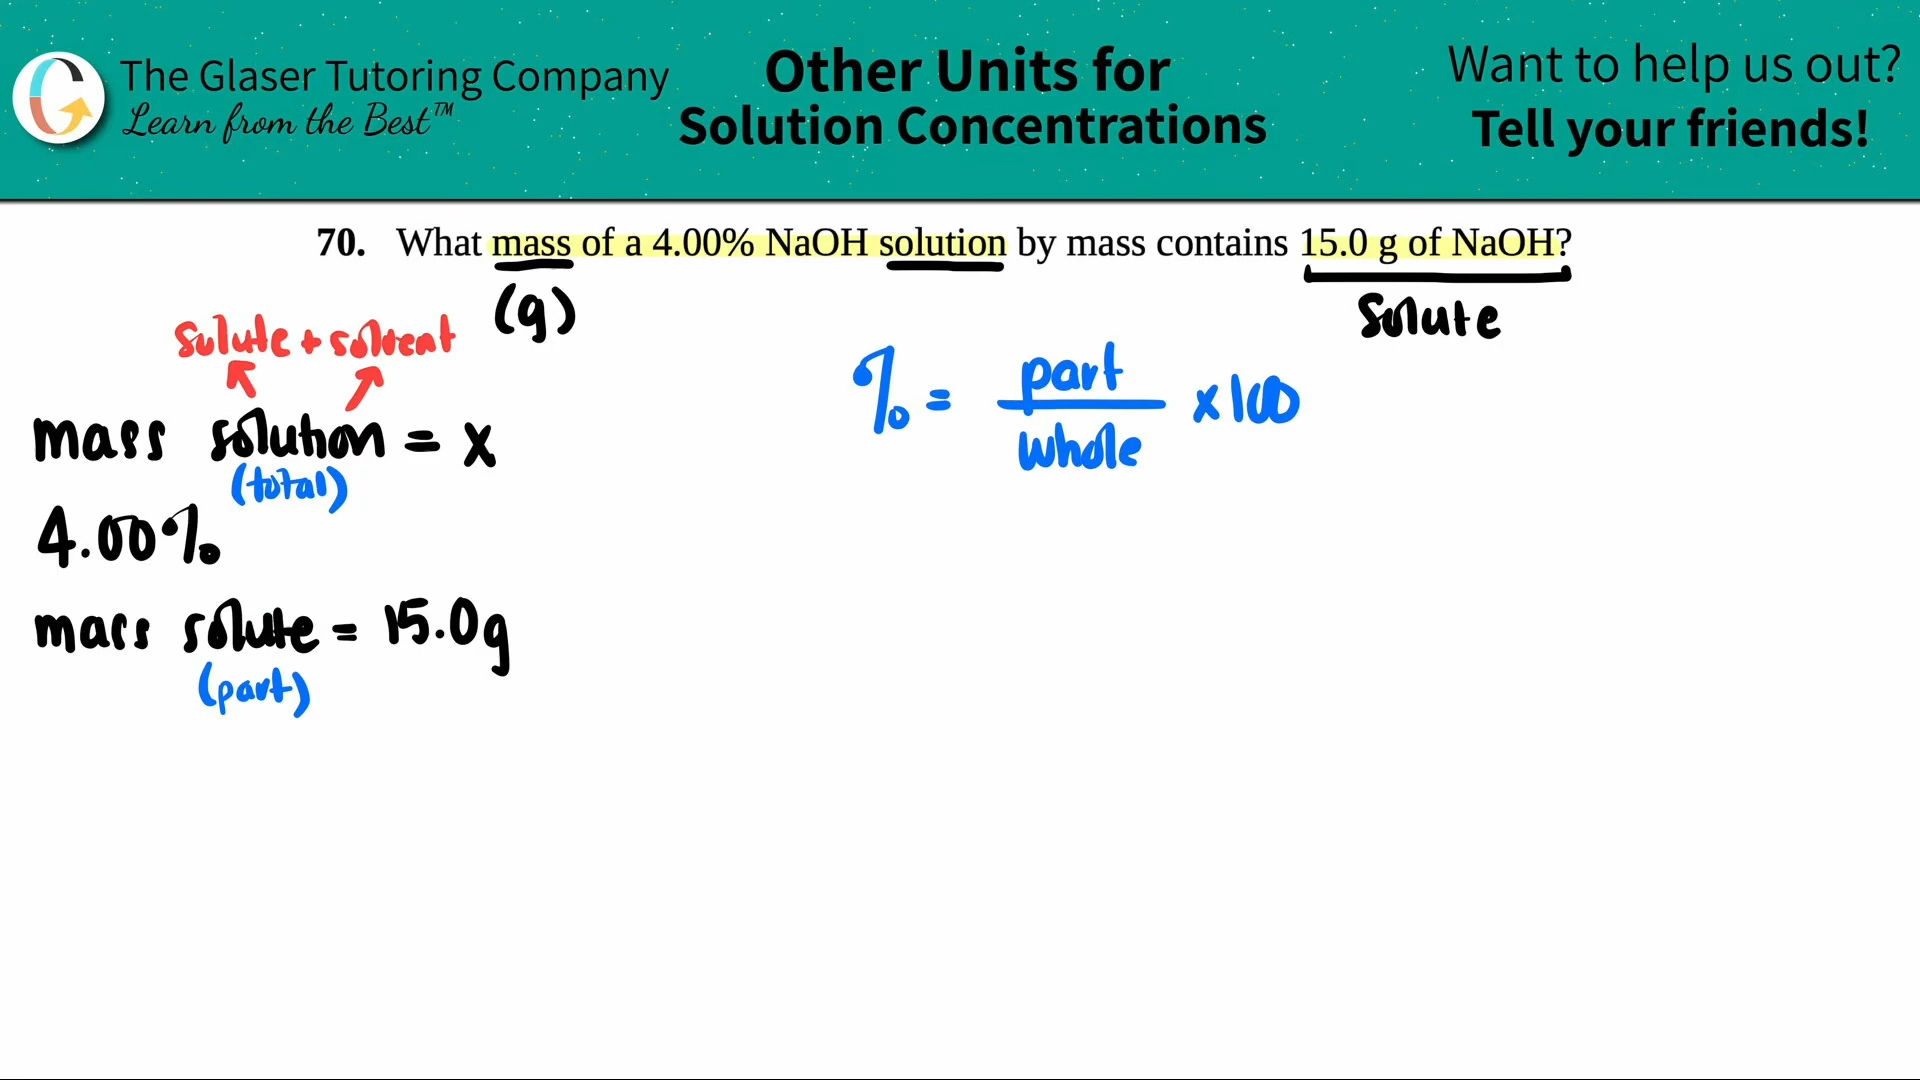 The Glaser Tutoring Company
Learn from the Best™
Other Units for
Solution Concentrations
Want to help us out?
Tell your friends!
70. What mass of a 4.00% NaOH solution by mass contains 15.0 g of NaOH?
(g)
Solute
solute + solvent
mass solution = x
(total)
4.00%
mass solute = 15.0g
(part)
% = part / whole x100